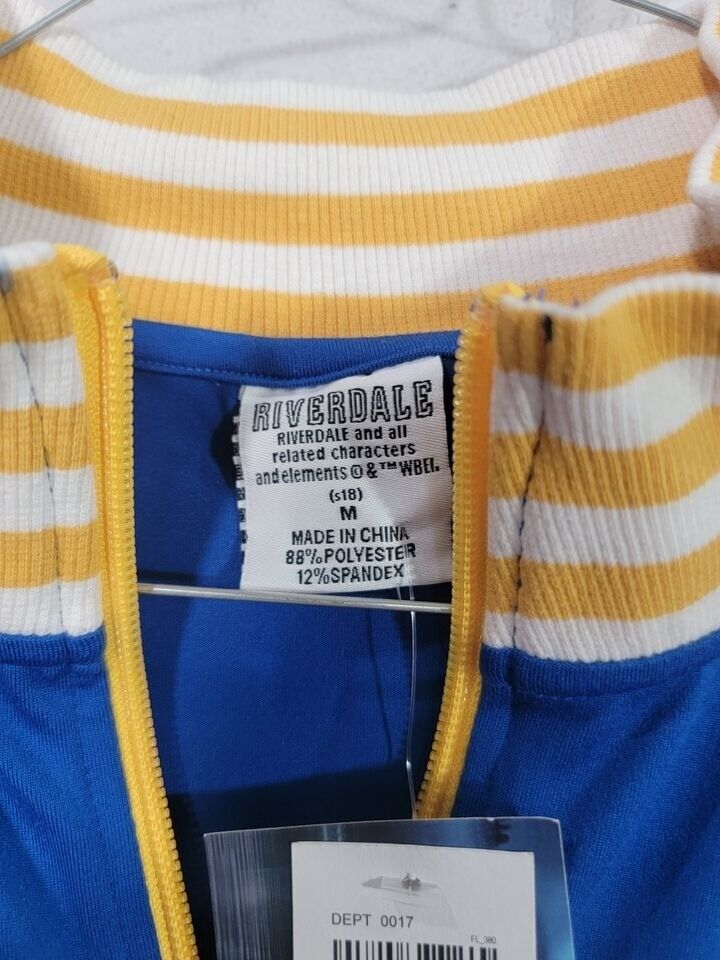 RIVERDALE
RIVERDALE and all
related characters
and elements © & ™ WBEI.
(s18)
M
MADE IN CHINA
88%POLYESTER
12%SPANDEX
DEPT 0017
FL_380